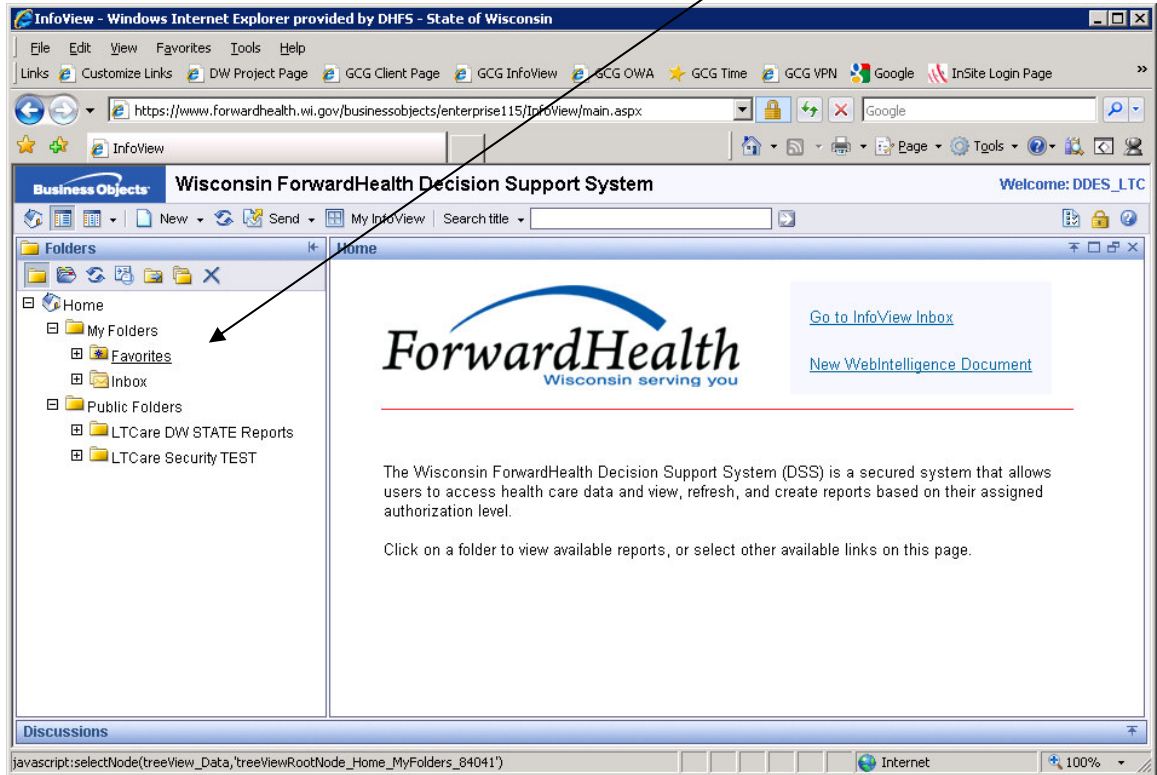 InfoView - Windows Internet Explorer provided by DHFS - State of Wisconsin
File Edit View Favorites Tools Help
Links Customize Links DW Project Page GCG Client Page GCG InfoView GCG OWA GCG Time GCG VPN Google InSite Login Page »
https://www.forwardhealth.wi.gov/businessobjects/enterprise115/InfoView/main.aspx Google
InfoView Page Tools
Business Objects Wisconsin ForwardHealth Decision Support System Welcome: DDES_LTC
New Send My InfoView Search title
Folders
Home
My Folders
Favorites
Inbox
Public Folders
LTCare DW STATE Reports
LTCare Security TEST
Home
ForwardHealth
Wisconsin serving you
Go to InfoView Inbox
New WebIntelligence Document
The Wisconsin ForwardHealth Decision Support System (DSS) is a secured system that allows
users to access health care data and view, refresh, and create reports based on their assigned
authorization level.
Click on a folder to view available reports, or select other available links on this page.
Discussions
javascript:selectNode(treeView_Data,'treeViewRootNode_Home_MyFolders_84041') Internet 100%